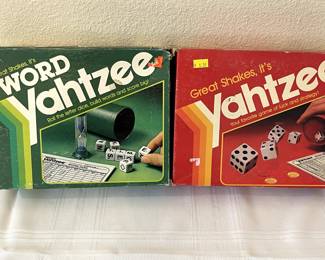 Great Shakes, It's
WORD
Yahtzee
Roll the letter dice, build words and score big!
Great Shakes, It's
Yahtzee
Your favorite game of luck and strategy!